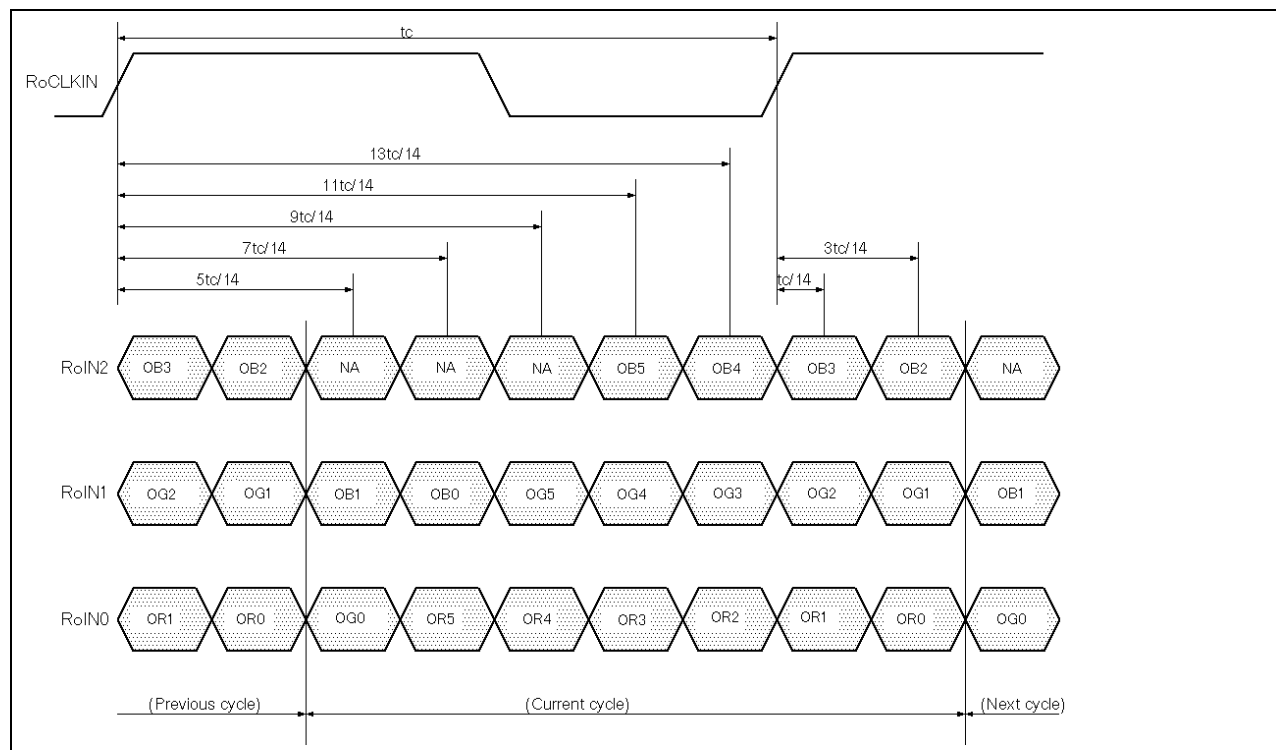 tc
RoCLKIN
13tc/14
11tc/14
9tc/14
7tc/14
3tc/14
5tc/14
tc/14
RoIN2 OB3 OB2 NA NA NA OB5 OB4 OB3 OB2 NA
RoIN1 OG2 OG1 OB1 OB0 OG5 OG4 OG3 OG2 OG1 OB1
RoIN0 OR1 OR0 OG0 OR5 OR4 OR3 OR2 OR1 OR0 OG0
(Previous cycle) (Current cycle) (Next cycle)